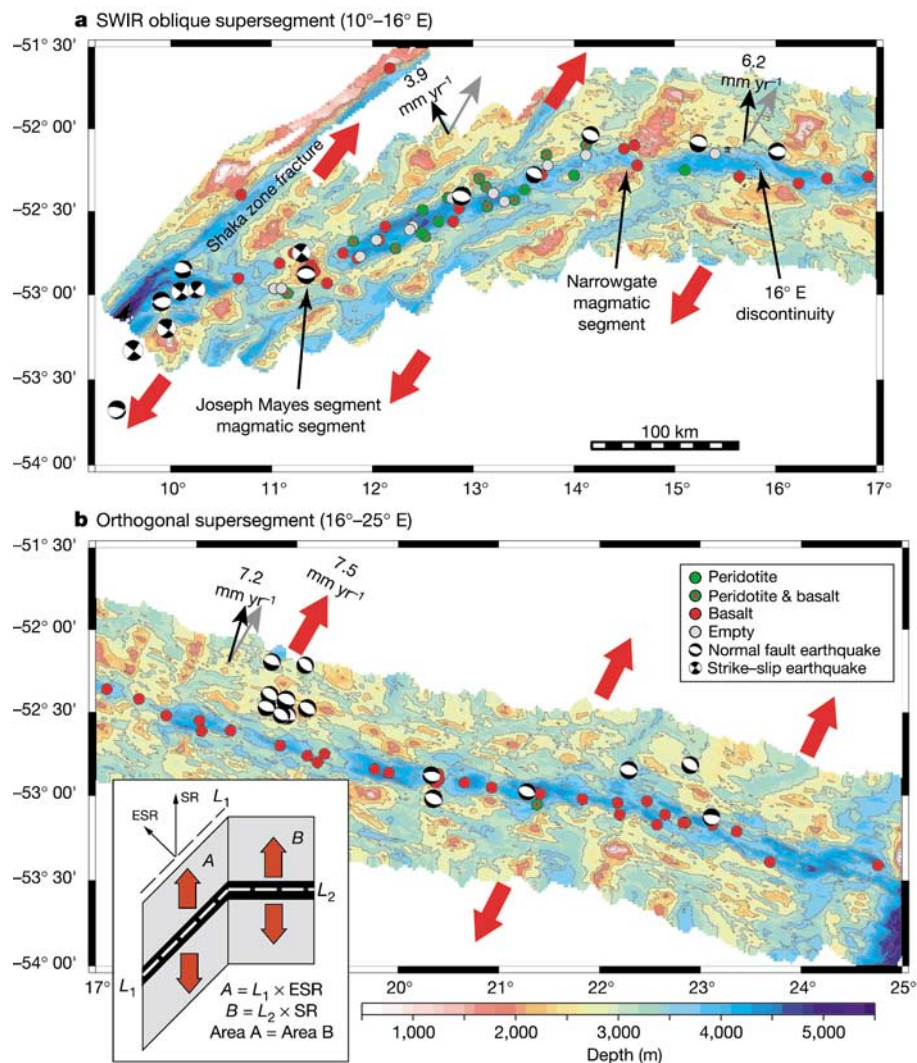 a SWIR oblique supersegment (10°–16° E)
–51° 30'
–52° 00'
–52° 30'
–53° 00'
–53° 30'
–54° 00'
3.9
mm yr–1
6.2
mm yr–1
Shaka zone fracture
Joseph Mayes segment
magmatic segment
Narrowgate
magmatic
segment
16° E
discontinuity
100 km
10° 11° 12° 13° 14° 15° 16° 17°
b Orthogonal supersegment (16°–25° E)
–51° 30'
–52° 00'
–52° 30'
–53° 00'
–53° 30'
–54° 00'
7.2
mm yr–1
7.5
mm yr–1
Peridotite
Peridotite & basalt
Basalt
Empty
Normal fault earthquake
Strike–slip earthquake
L1
SR
ESR
A
B
L2
L1
A = L1 × ESR
B = L2 × SR
Area A = Area B
17° 20° 21° 22° 23° 24° 25°
1,000 2,000 3,000 4,000 5,000
Depth (m)